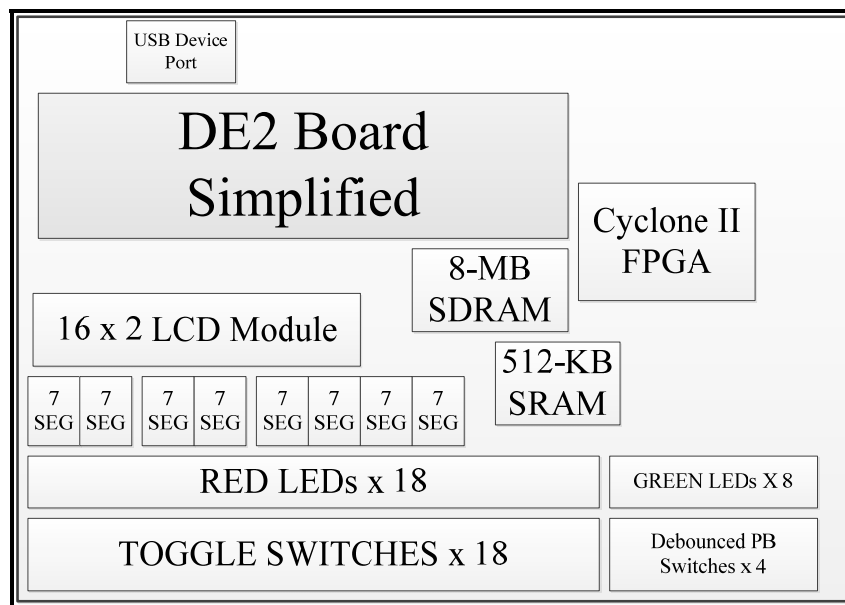 USB Device
Port
DE2 Board
Simplified
Cyclone II
FPGA
8-MB
SDRAM
16 x 2 LCD Module
512-KB
SRAM
7 SEG
7 SEG
7 SEG
7 SEG
7 SEG
7 SEG
7 SEG
7 SEG
RED LEDs x 18
GREEN LEDs X 8
TOGGLE SWITCHES x 18
Debounced PB
Switches x 4